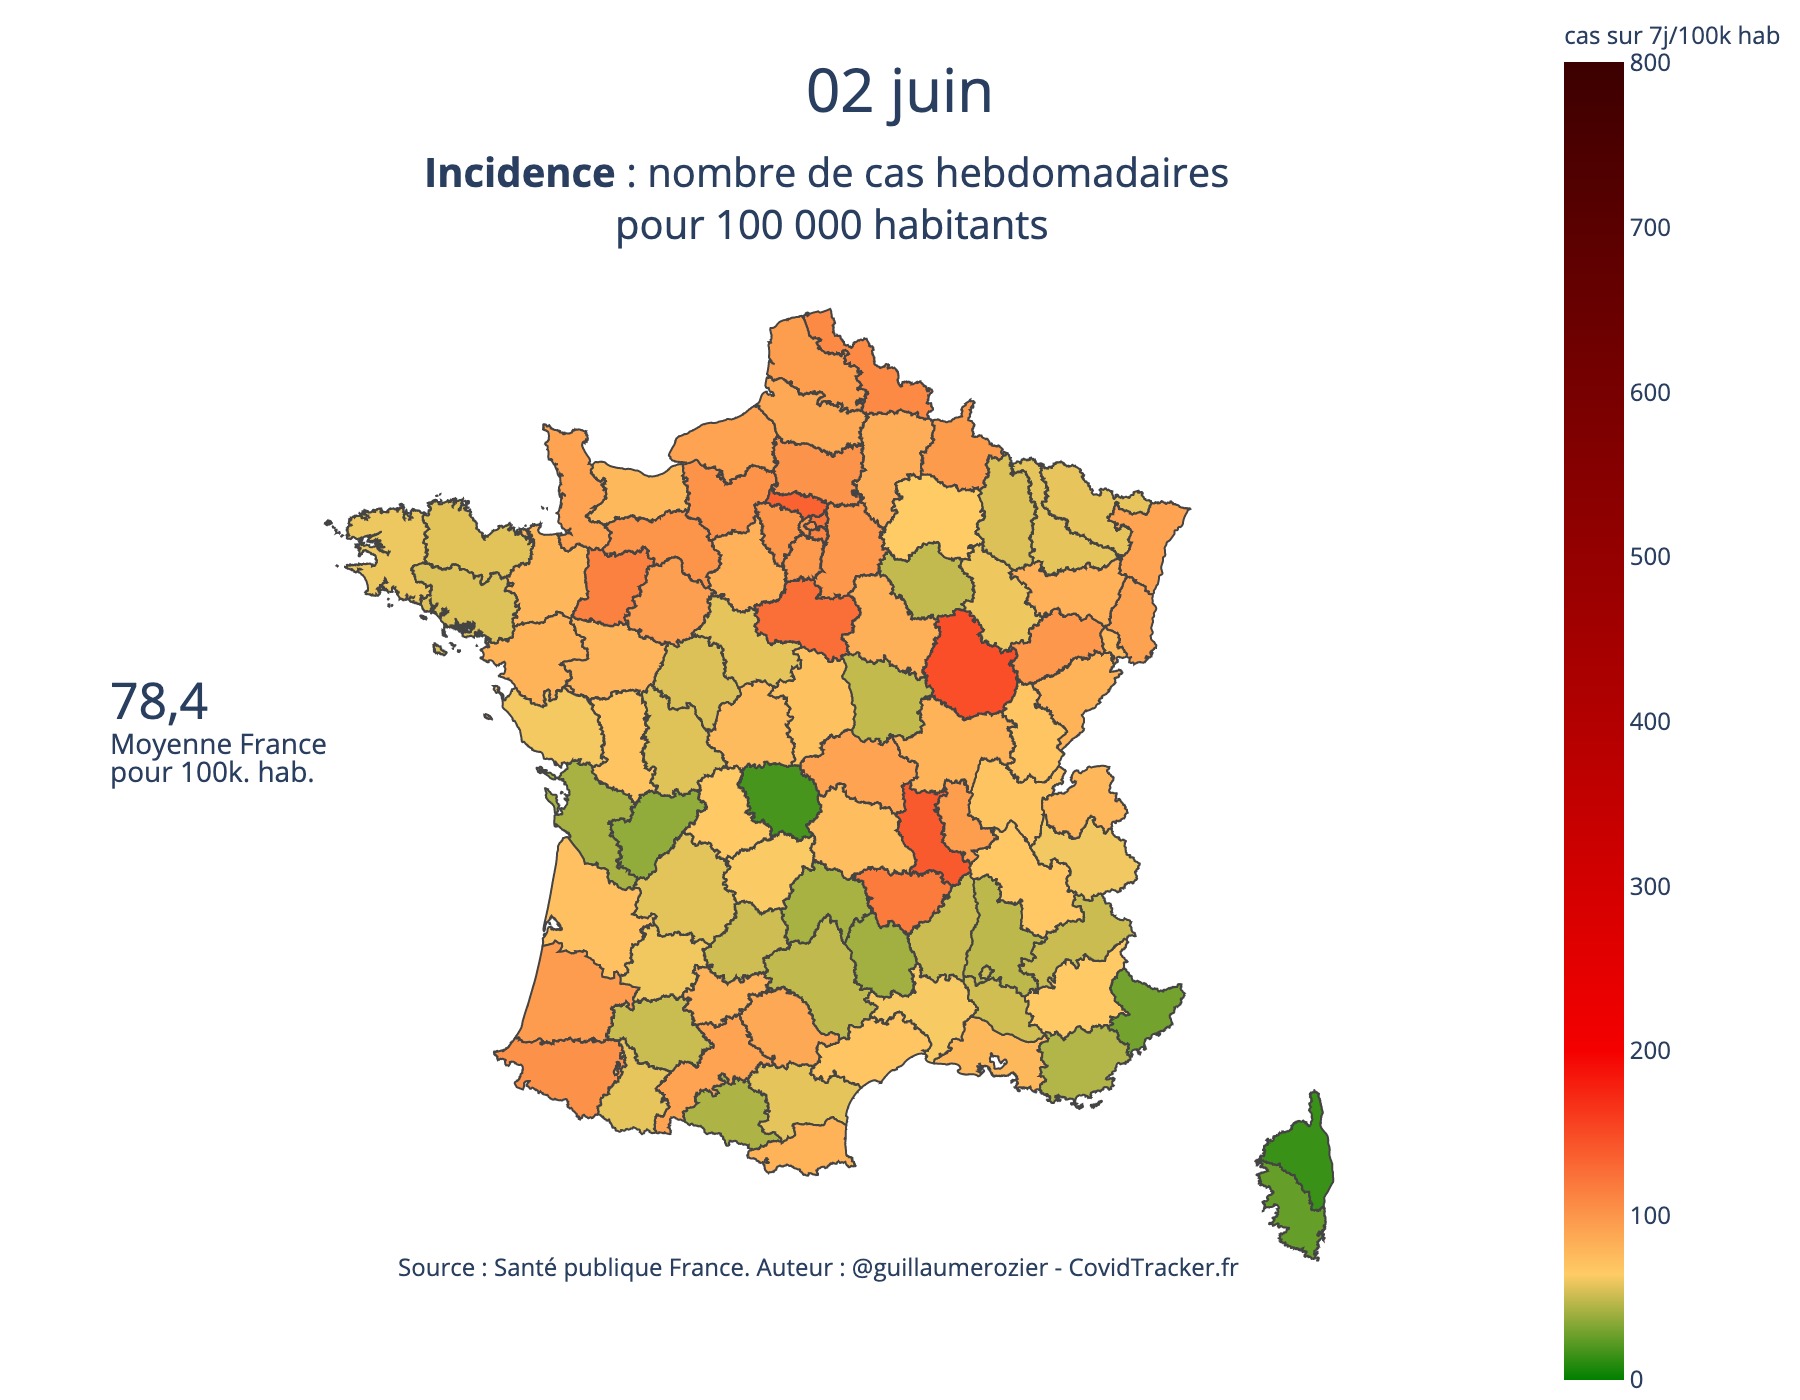 cas sur 7j/100k hab
02 juin
Incidence : nombre de cas hebdomadaires
pour 100 000 habitants
78,4
Moyenne France
pour 100k. hab.
800
700
600
500
400
300
200
100
0
Source : Santé publique France. Auteur : @guillaumerozier - CovidTracker.fr